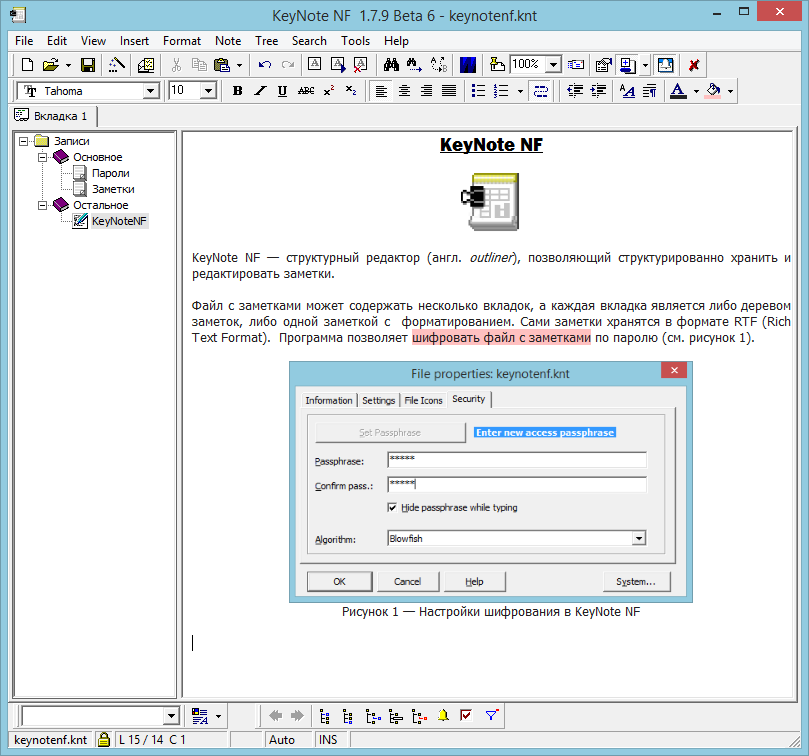 KeyNote NF 1.7.9 Beta 6 - keynotenf.knt
File Edit View Insert Format Note Tree Search Tools Help
100%
Tahoma 10 B I U ABC x² x₂
Вкладка 1
Записи
Основное
Пароли
Заметки
Остальное
KeyNoteNF
KeyNote NF
KeyNote NF — структурный редактор (англ. outliner), позволяющий структурированно хранить и
редактировать заметки.
Файл с заметками может содержать несколько вкладок, а каждая вкладка является либо деревом
заметок, либо одной заметкой с форматированием. Сами заметки хранятся в формате RTF (Rich
Text Format). Программа позволяет шифровать файл с заметками по паролю (см. рисунок 1).
File properties: keynotenf.knt
Information Settings File Icons Security
Set Passphrase Enter new access passphrase
Passphrase: *****
Confirm pass.: *****
Hide passphrase while typing
Algorithm: Blowfish
OK Cancel Help System...
Рисунок 1 — Настройки шифрования в KeyNote NF
keynotenf.knt L 15 / 14 C 1 Auto INS